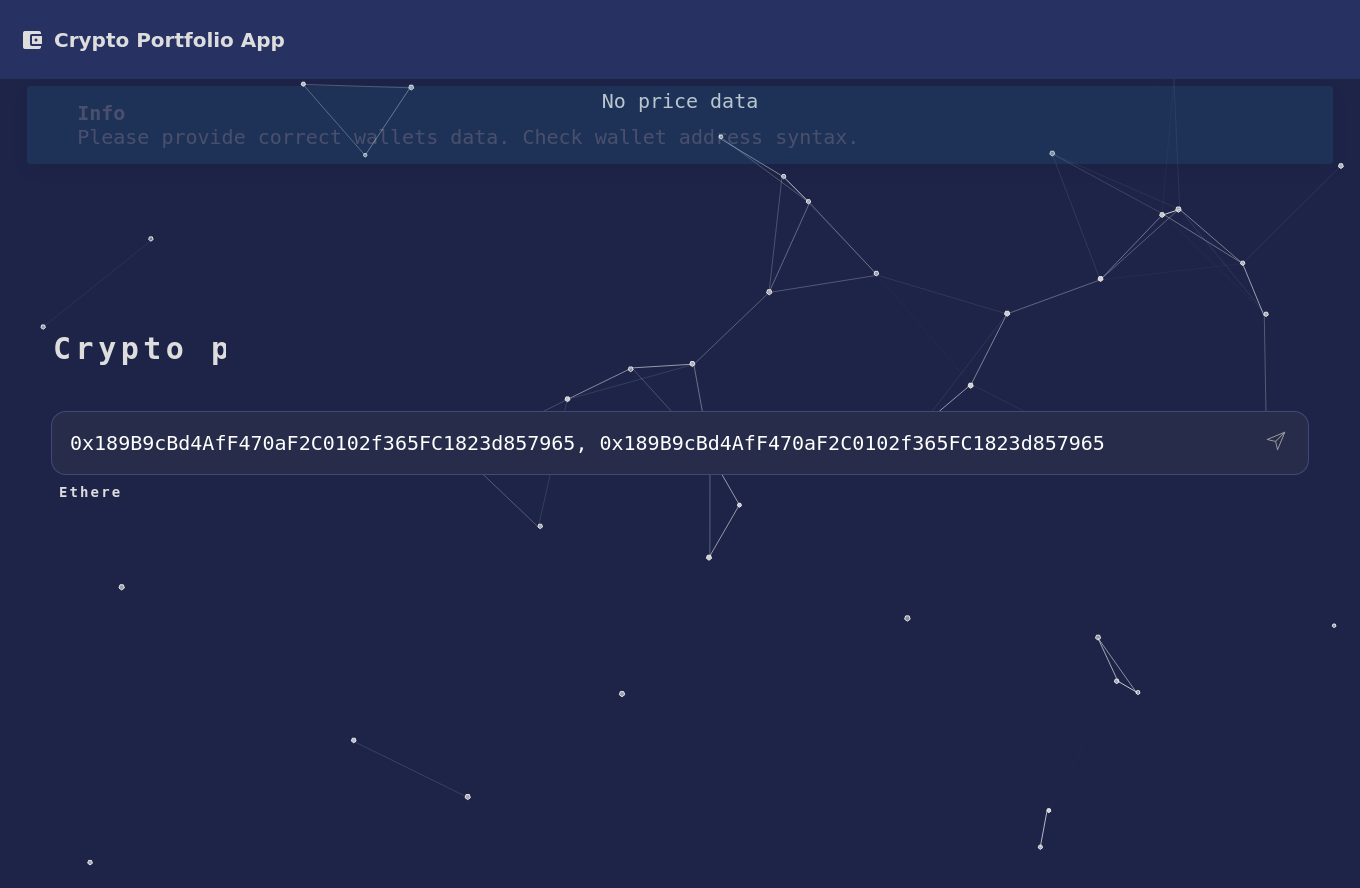 Crypto Portfolio App
No price data
Info
Please provide correct wallets data. Check wallet address syntax.
Crypto p
0x189B9cBd4AfF470aF2C0102f365FC1823d857965, 0x189B9cBd4AfF470aF2C0102f365FC1823d857965
Ethere